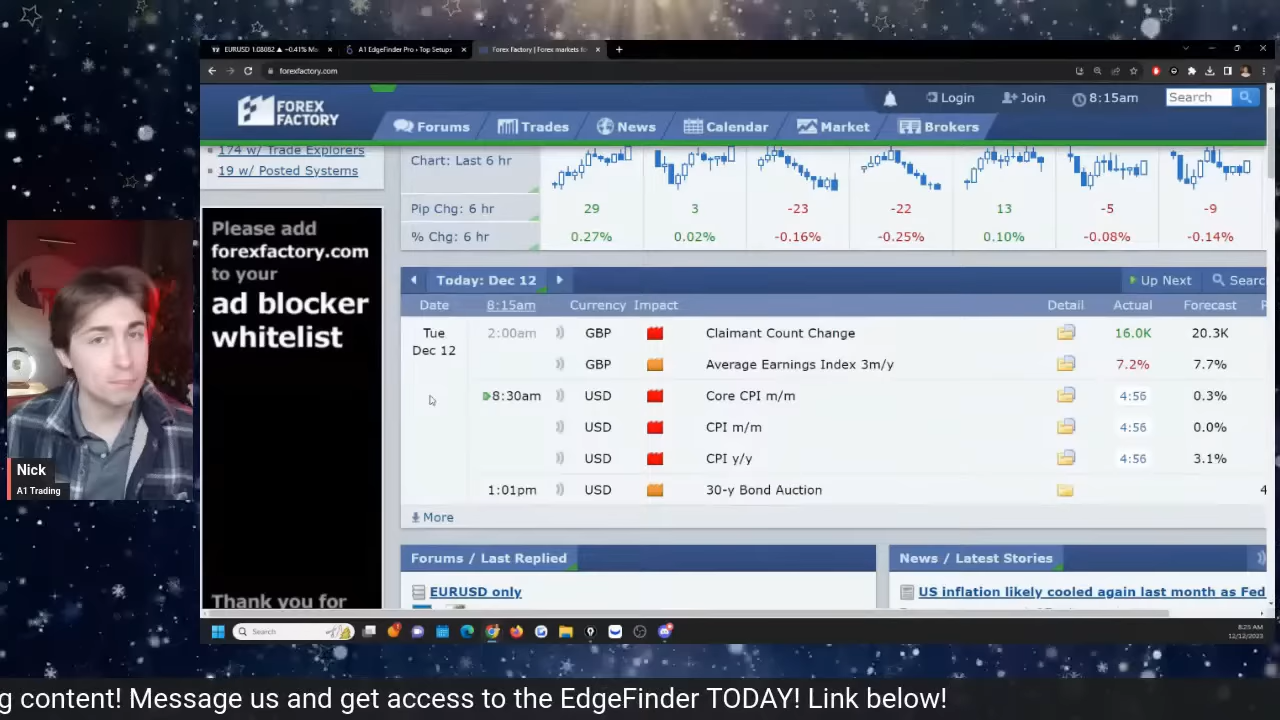 EURUSD 1.08082 ▲ −0.41%
A1 EdgeFinder Pro • Top Setups
Forex Factory | Forex markets fo
forexfactory.com
FOREX
FACTORY
Login
Join
8:15am
Search
Forums
Trades
News
Calendar
Market
Brokers
174 w/ Trade Explorers
19 w/ Posted Systems
Chart: Last 6 hr
Pip Chg: 6 hr 29 3 -23 -22 13 -5 -9
% Chg: 6 hr 0.27% 0.02% -0.16% -0.25% 0.10% -0.08% -0.14%
Please add
forexfactory.com
to your
ad blocker
whitelist
Thank you for
Today: Dec 12 Up Next Searc
Date 8:15am Currency Impact Detail Actual Forecast P
Tue 2:00am GBP Claimant Count Change 16.0K 20.3K
Dec 12
GBP Average Earnings Index 3m/y 7.2% 7.7%
8:30am USD Core CPI m/m 4:56 0.3%
USD CPI m/m 4:56 0.0%
USD CPI y/y 4:56 3.1%
1:01pm USD 30-y Bond Auction 4
More
Forums / Last Replied
EURUSD only
News / Latest Stories
US inflation likely cooled again last month as Fed
Nick
A1 Trading
Search
8:25 AM
12/12/2023
g content! Message us and get access to the EdgeFinder TODAY! Link below!